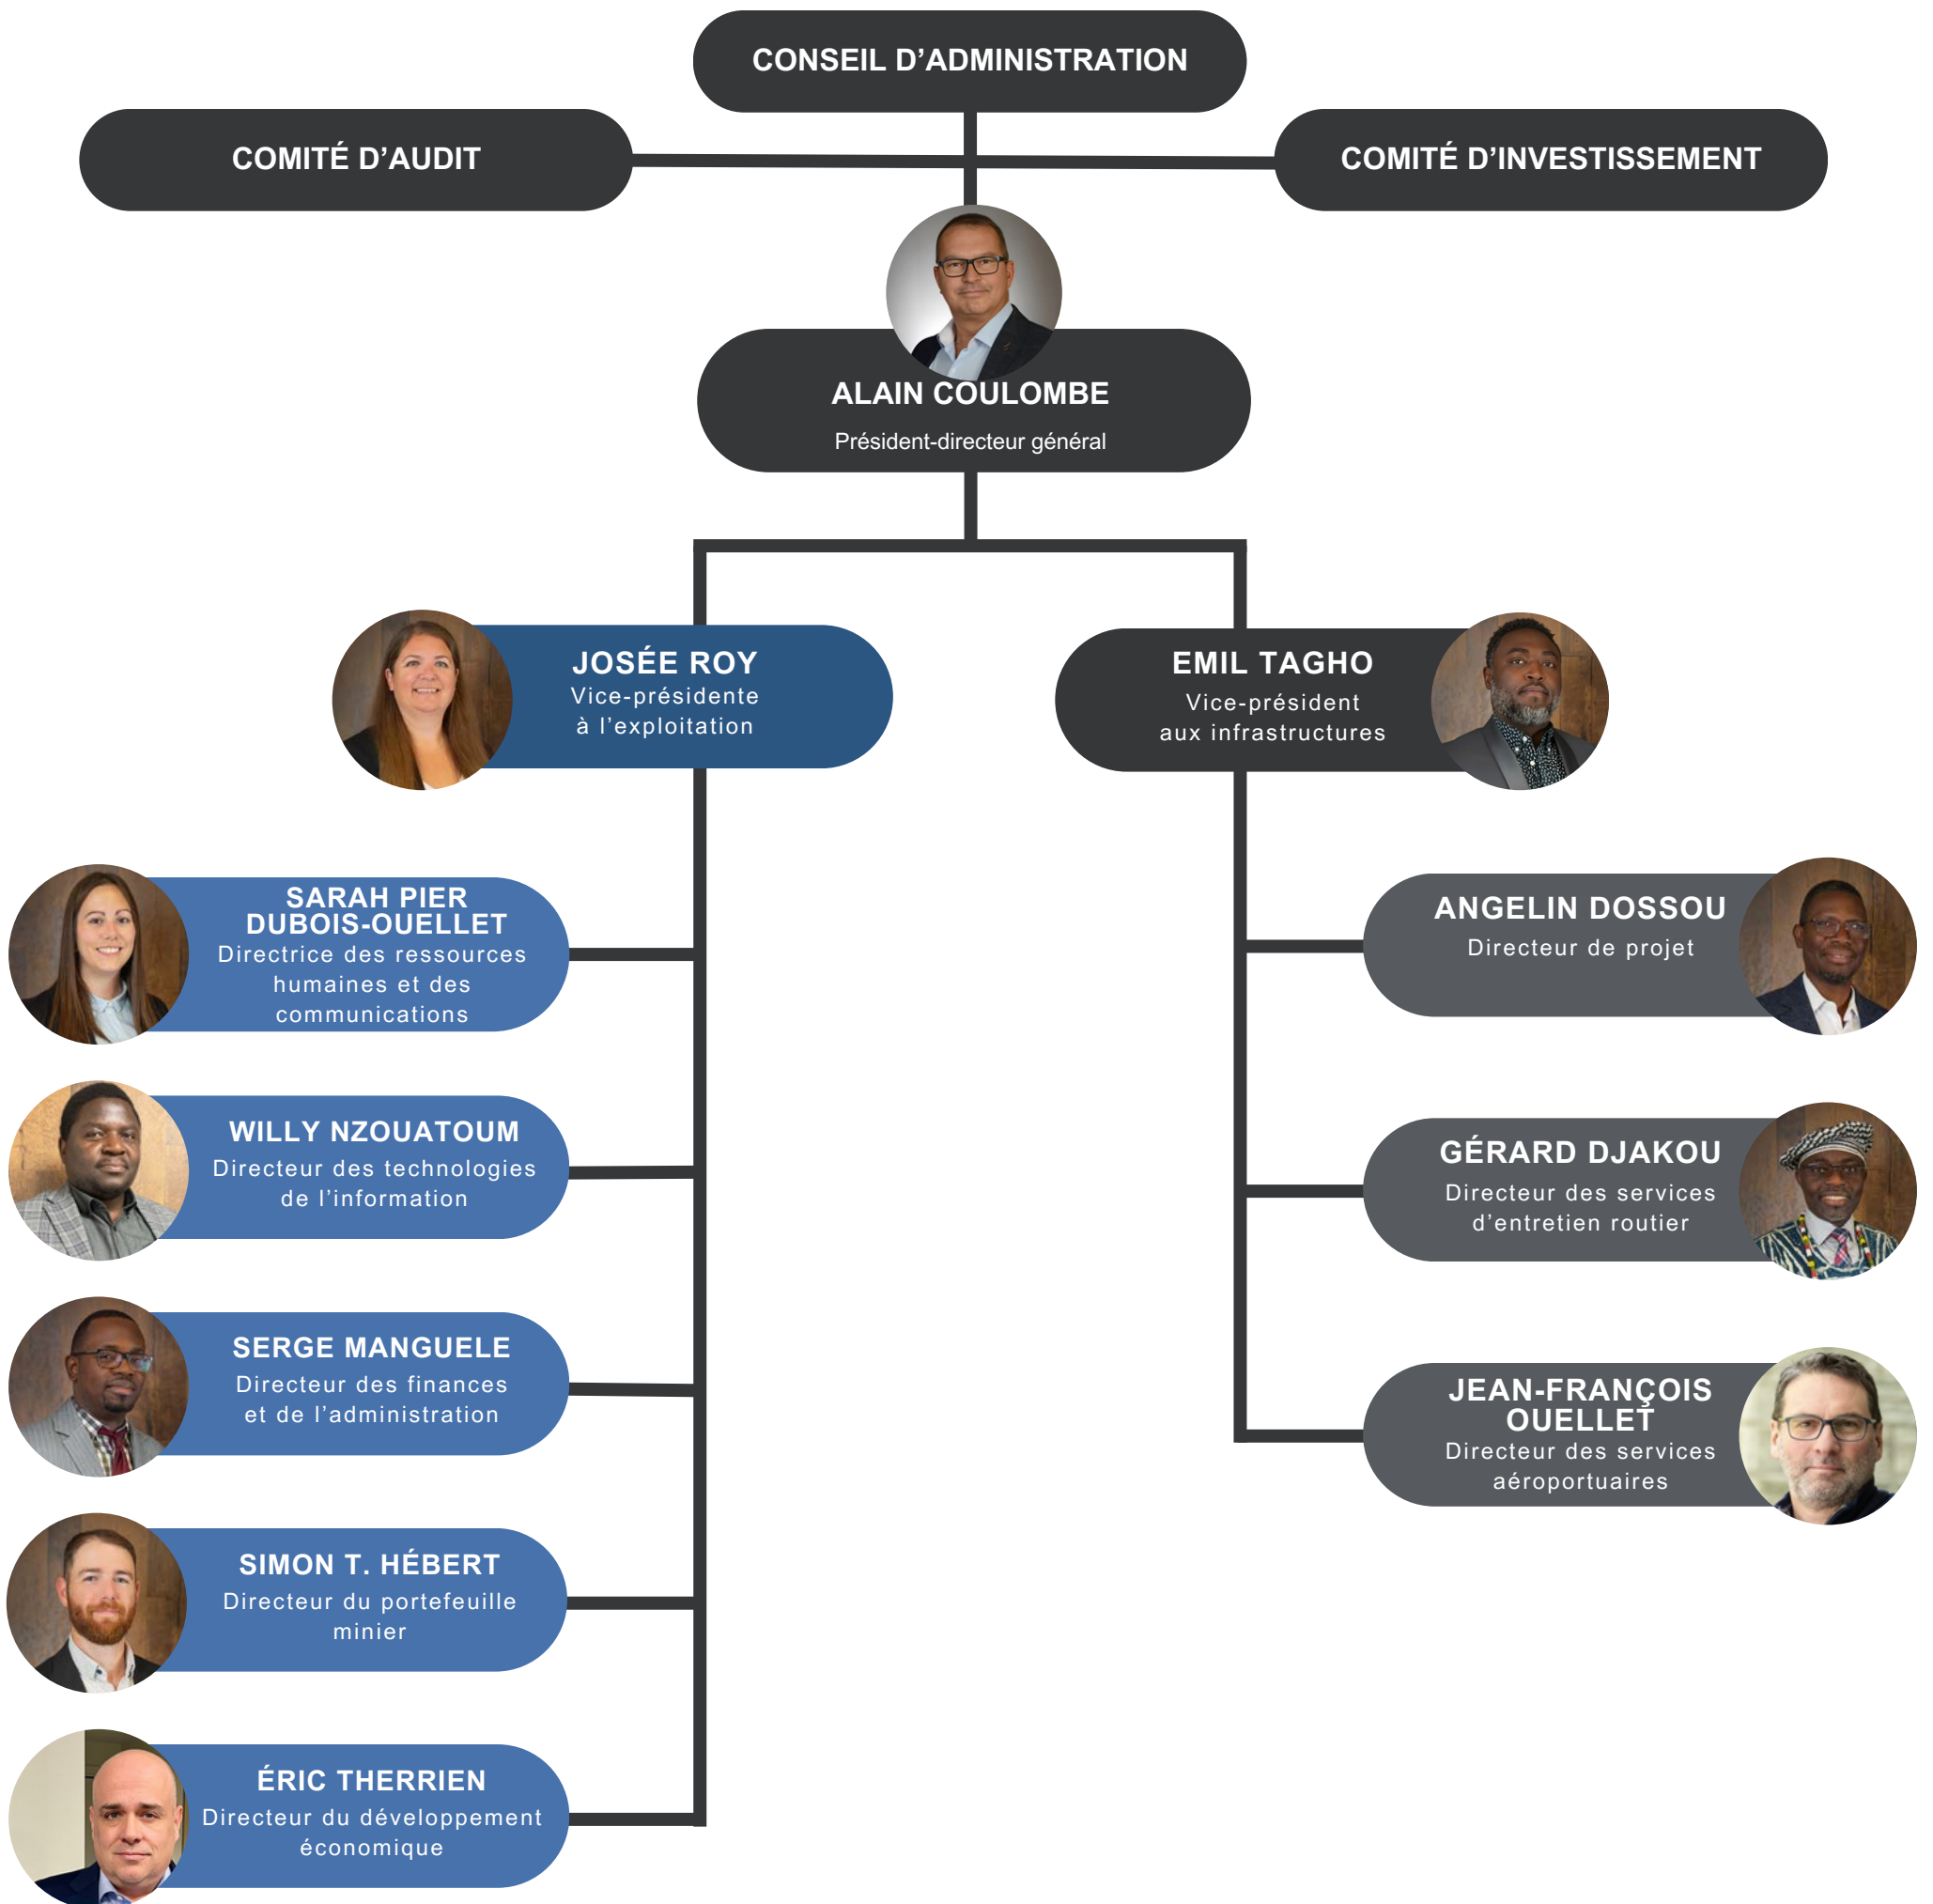 CONSEIL D’ADMINISTRATION
COMITÉ D’AUDIT
COMITÉ D’INVESTISSEMENT
ALAIN COULOMBE
Président-directeur général
JOSÉE ROY
Vice-présidente
à l’exploitation
EMIL TAGHO
Vice-président
aux infrastructures
SARAH PIER
DUBOIS-OUELLET
Directrice des ressources
humaines et des
communications
WILLY NZOUATOUM
Directeur des technologies
de l’information
SERGE MANGUELE
Directeur des finances
et de l’administration
SIMON T. HÉBERT
Directeur du portefeuille
minier
ÉRIC THERRIEN
Directeur du développement
économique
ANGELIN DOSSOU
Directeur de projet
GÉRARD DJAKOU
Directeur des services
d’entretien routier
JEAN-FRANÇOIS
OUELLET
Directeur des services
aéroportuaires